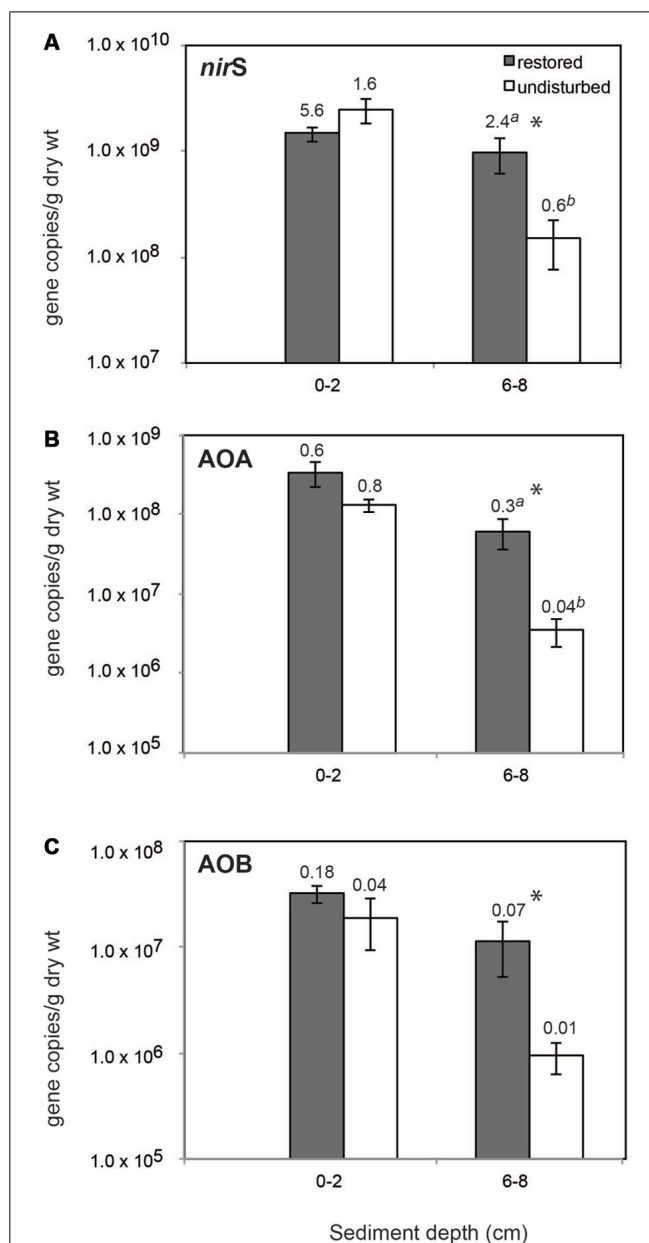 A
1.0 x 10^10
nirS
restored
undisturbed
5.6
1.6
2.4^a *
0.6^b
1.0 x 10^9
1.0 x 10^8
1.0 x 10^7
gene copies/g dry wt
0-2
6-8
B
1.0 x 10^9
AOA
0.6
0.8
0.3^a *
0.04^b
1.0 x 10^8
1.0 x 10^7
1.0 x 10^6
1.0 x 10^5
gene copies/g dry wt
0-2
6-8
C
1.0 x 10^8
AOB
0.18
0.04
0.07 *
0.01
1.0 x 10^7
1.0 x 10^6
1.0 x 10^5
gene copies/g dry wt
0-2
6-8
Sediment depth (cm)